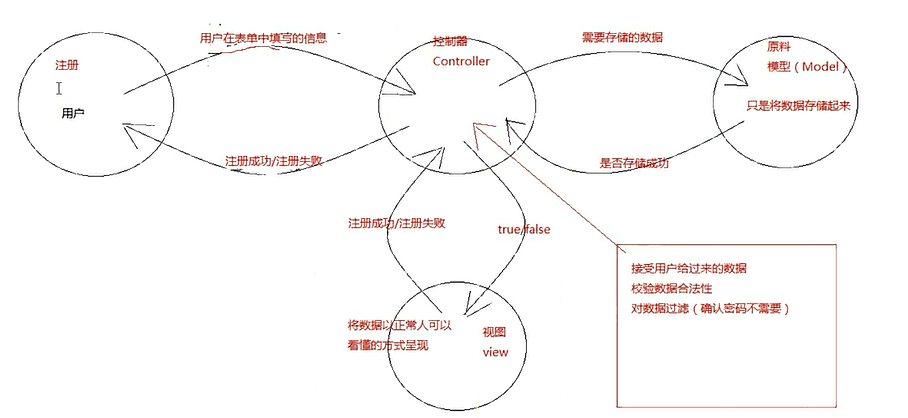 用户在表单中填写的信息
控制器
Controller
需要存储的数据
原料
模型（Model）
注册
用户
只是将数据存储起来
注册成功/注册失败
是否存储成功
注册成功/注册失败
true/false
接受用户给过来的数据
校验数据合法性
对数据过滤（确认密码不需要）
将数据以正常人可以
看懂的方式呈现
视图
view